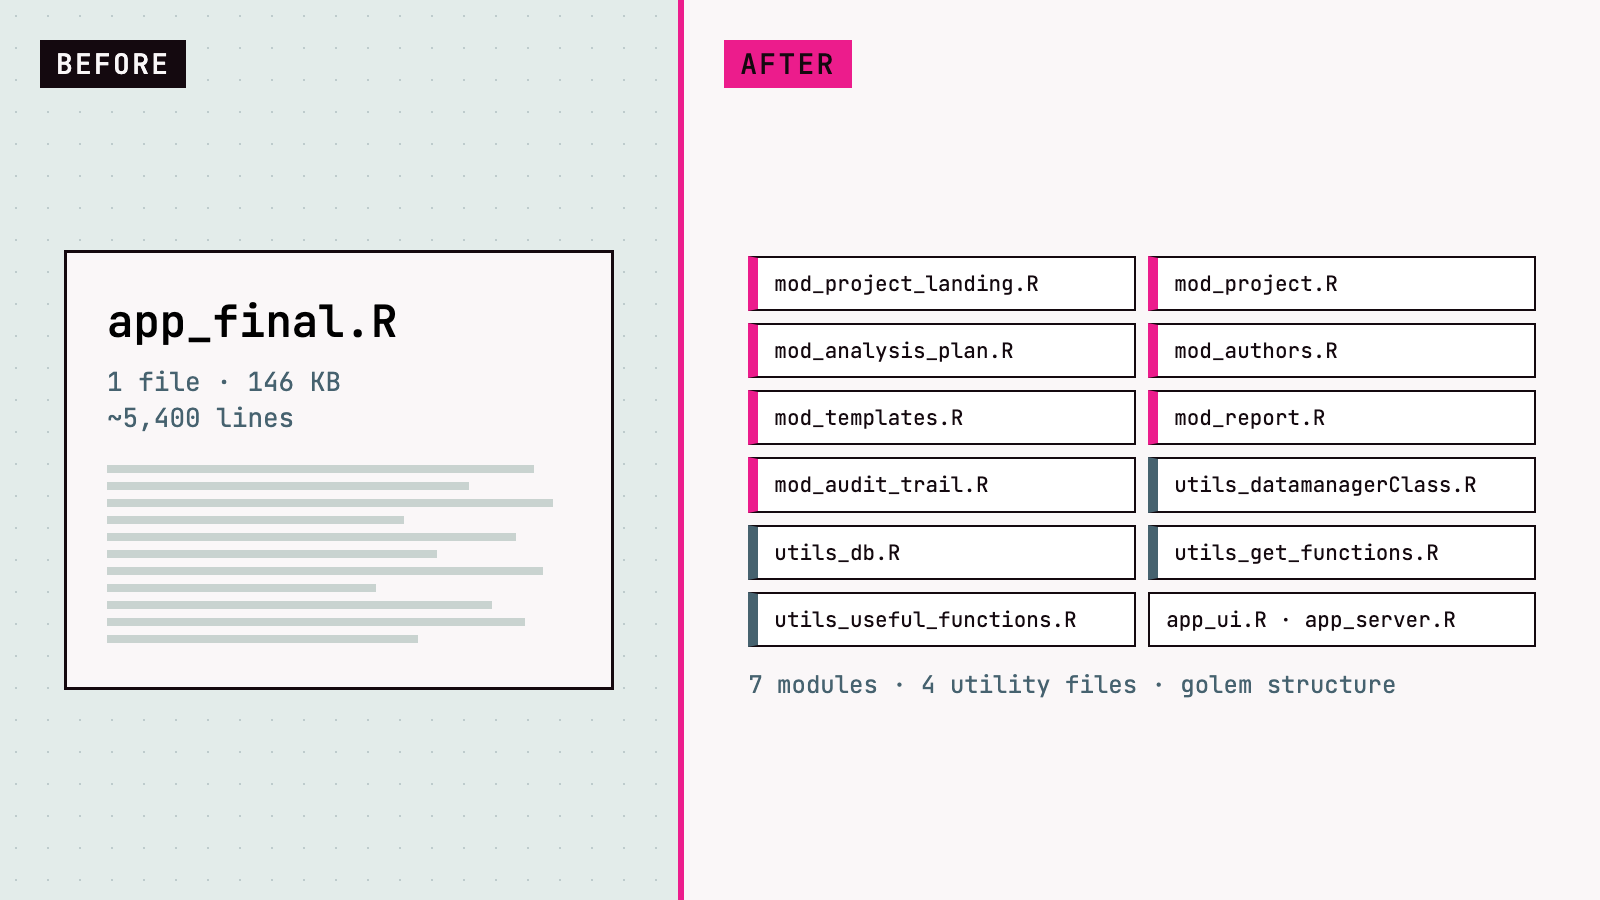 BEFORE
app_final.R
1 file · 146 KB
~5,400 lines
AFTER
mod_project_landing.R
mod_project.R
mod_analysis_plan.R
mod_authors.R
mod_templates.R
mod_report.R
mod_audit_trail.R
utils_datamanagerClass.R
utils_db.R
utils_get_functions.R
utils_useful_functions.R
app_ui.R · app_server.R
7 modules · 4 utility files · golem structure